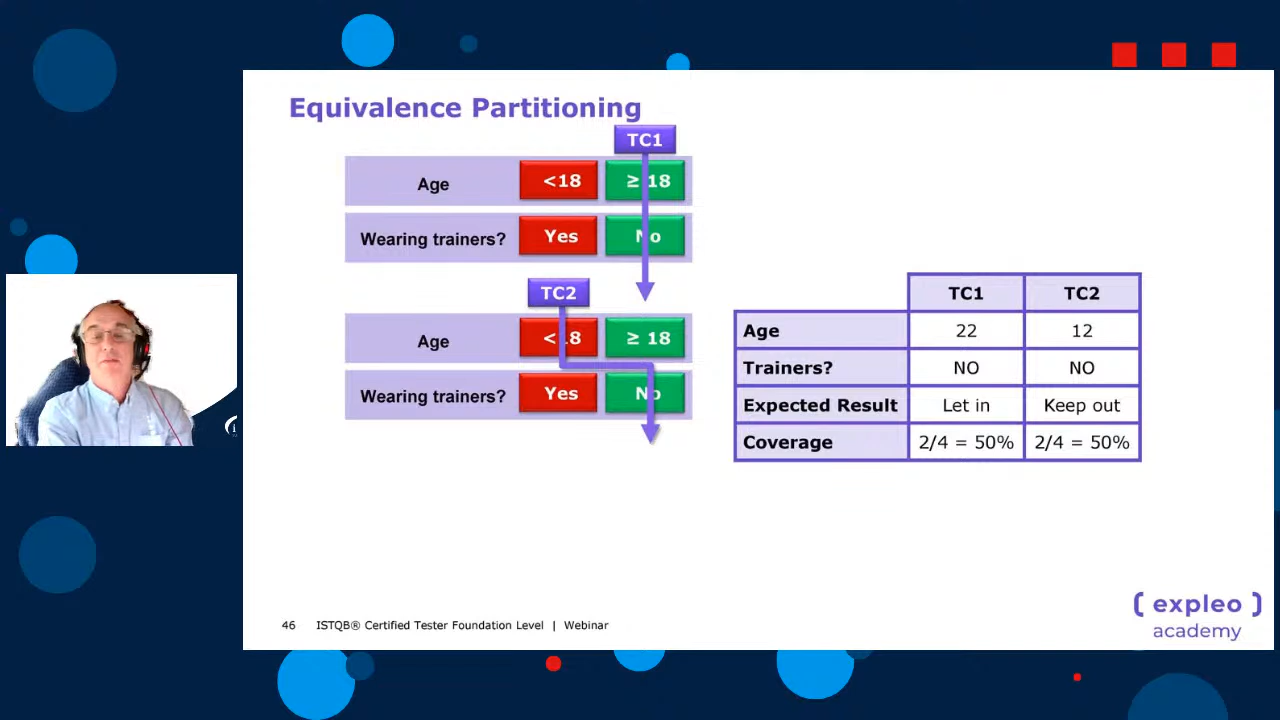 Equivalence Partitioning
TC1
Age <18 ≥ 18
Wearing trainers? Yes No
TC2
Age <18 ≥ 18
Wearing trainers? Yes No
TC1 TC2
Age 22 12
Trainers? NO NO
Expected Result Let in Keep out
Coverage 2/4 = 50% 2/4 = 50%
46 ISTQB® Certified Tester Foundation Level | Webinar
( expleo )
academy